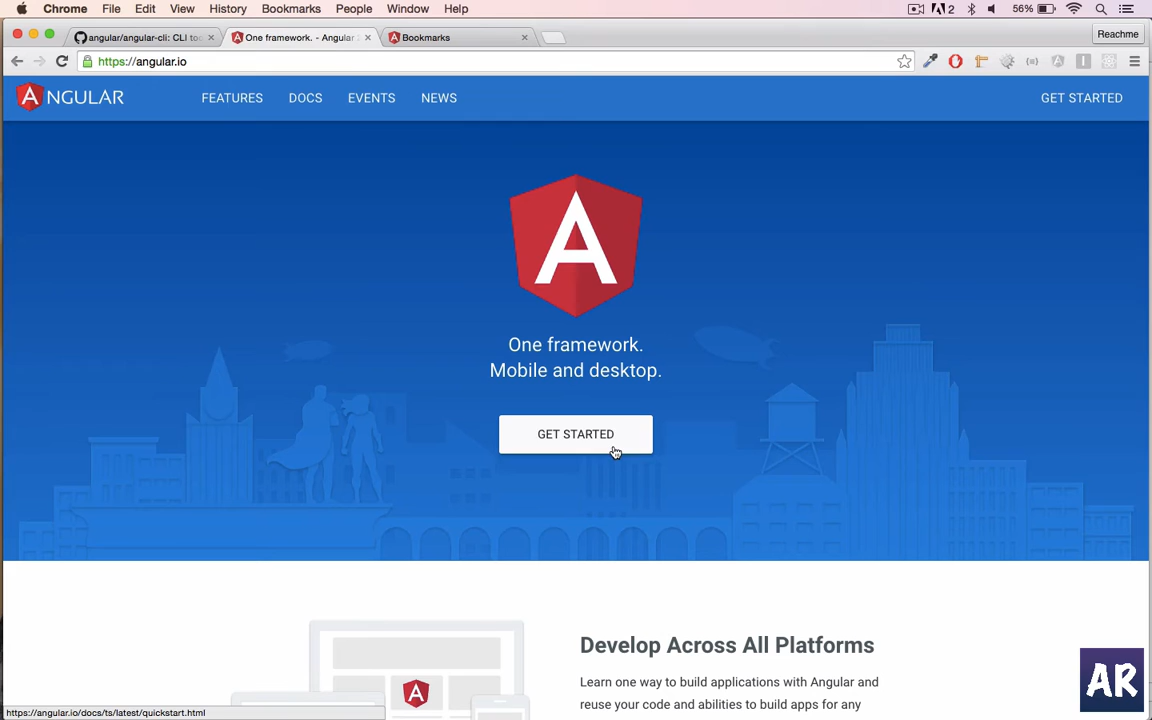 Chrome File Edit View History Bookmarks People Window Help
2 56%
angular/angular-cli: CLI too
One framework. - Angular 2
Bookmarks
Reachme
https://angular.io
ANGULAR
FEATURES DOCS EVENTS NEWS
GET STARTED
A
One framework.
Mobile and desktop.
GET STARTED
Develop Across All Platforms
Learn one way to build applications with Angular and
reuse your code and abilities to build apps for any
A
https://angular.io/docs/ts/latest/quickstart.html
AR